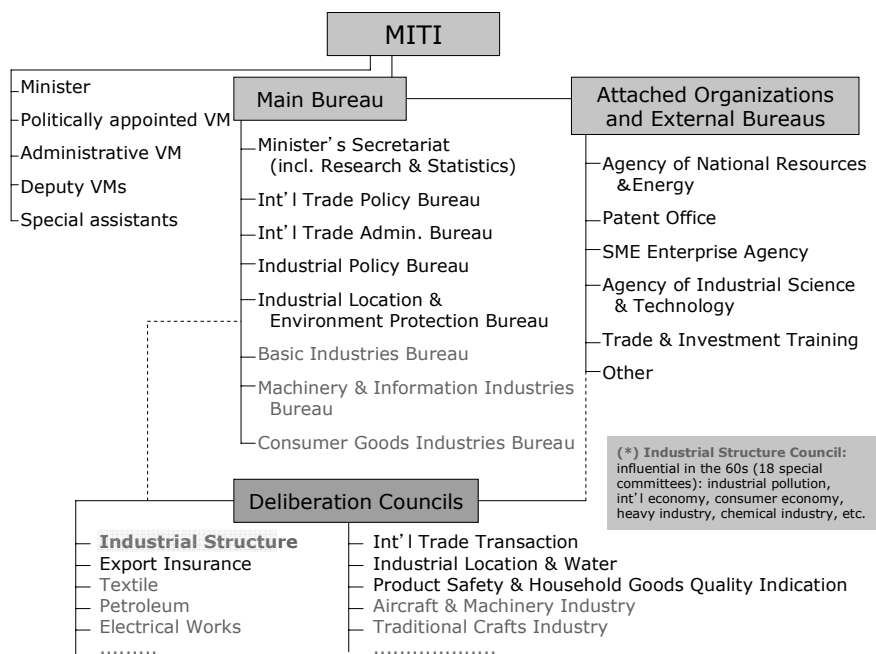 MITI
Minister
Politically appointed VM
Administrative VM
Deputy VMs
Special assistants
Main Bureau
Minister’s Secretariat
(incl. Research & Statistics)
Int’l Trade Policy Bureau
Int’l Trade Admin. Bureau
Industrial Policy Bureau
Industrial Location &
Environment Protection Bureau
Basic Industries Bureau
Machinery & Information Industries
Bureau
Consumer Goods Industries Bureau
Attached Organizations
and External Bureaus
Agency of National Resources
&Energy
Patent Office
SME Enterprise Agency
Agency of Industrial Science
& Technology
Trade & Investment Training
Other
(*) Industrial Structure Council:
influential in the 60s (18 special
committees): industrial pollution,
int’l economy, consumer economy,
heavy industry, chemical industry, etc.
Deliberation Councils
Industrial Structure
Export Insurance
Textile
Petroleum
Electrical Works
.........
Int’l Trade Transaction
Industrial Location & Water
Product Safety & Household Goods Quality Indication
Aircraft & Machinery Industry
Traditional Crafts Industry
...................